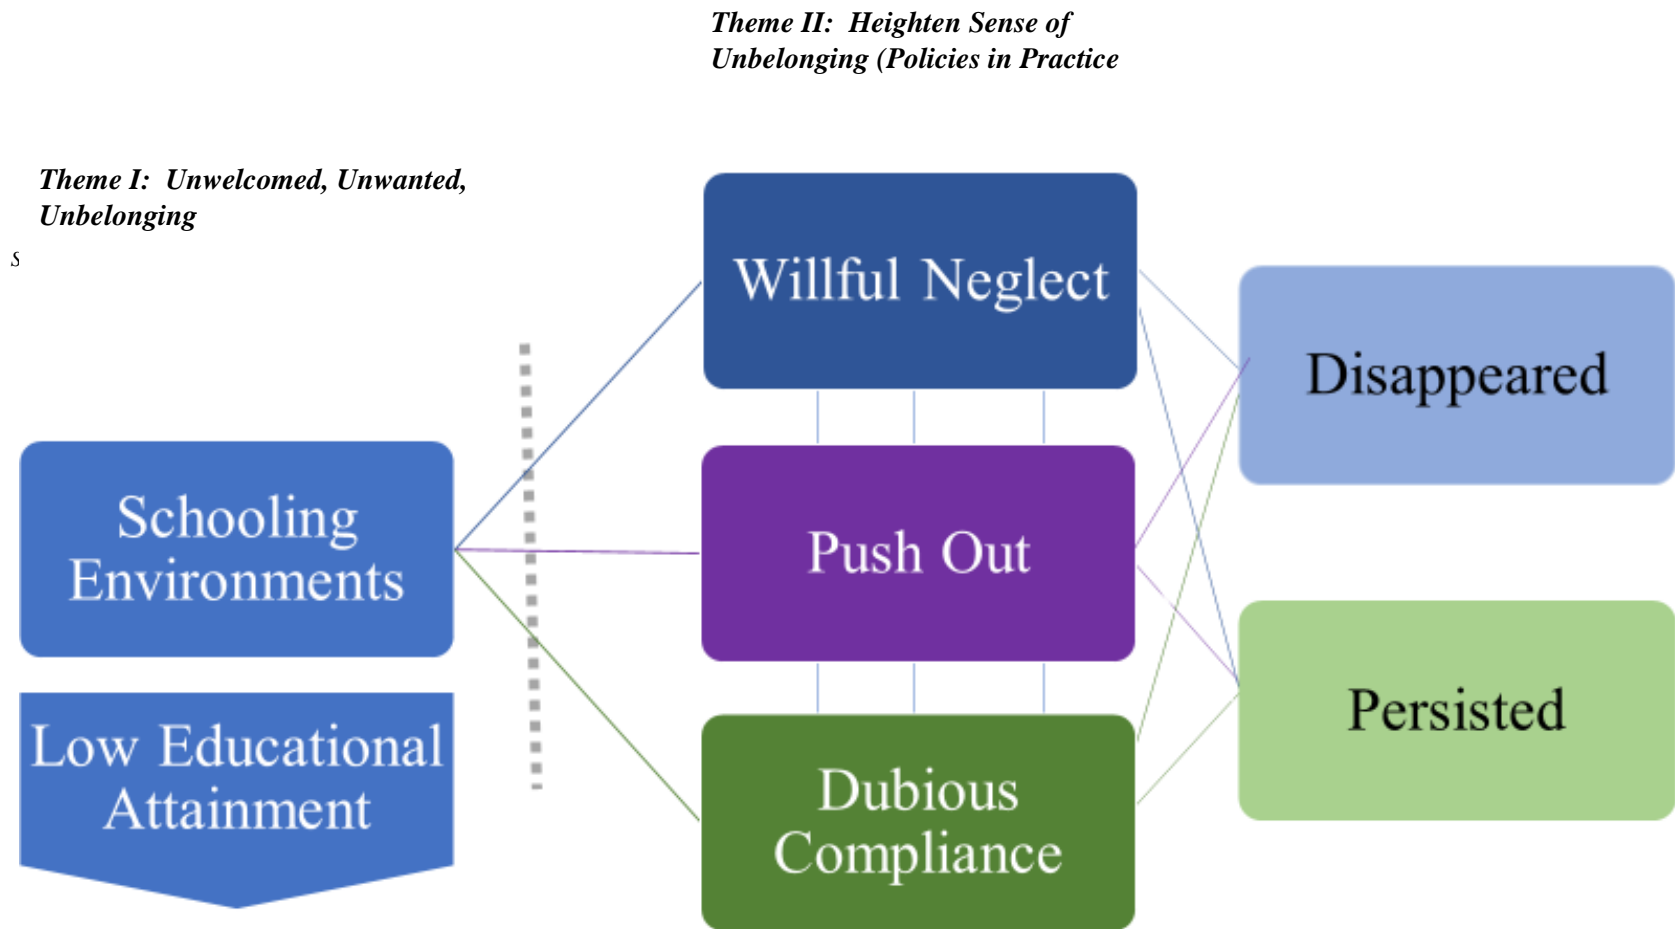 Theme II: Heighten Sense of
Unbelonging (Policies in Practice
Theme I: Unwelcomed, Unwanted,
Unbelonging
S
Willful Neglect
Disappeared
Schooling
Environments
Push Out
Persisted
Low Educational
Attainment
Dubious
Compliance